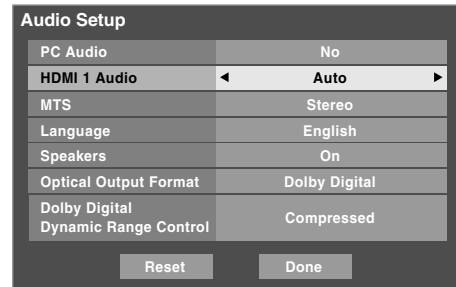 Audio Setup
PC Audio No
HDMI 1 Audio Auto
MTS Stereo
Language English
Speakers On
Optical Output Format Dolby Digital
Dolby Digital
Dynamic Range Control Compressed
Reset Done